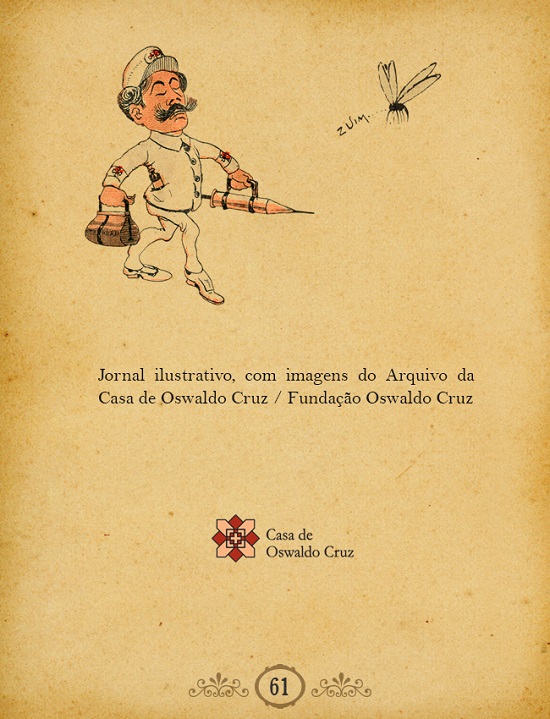 ZUIM...
Jornal ilustrativo, com imagens do Arquivo da
Casa de Oswaldo Cruz / Fundação Oswaldo Cruz
Casa de
Oswaldo Cruz
61